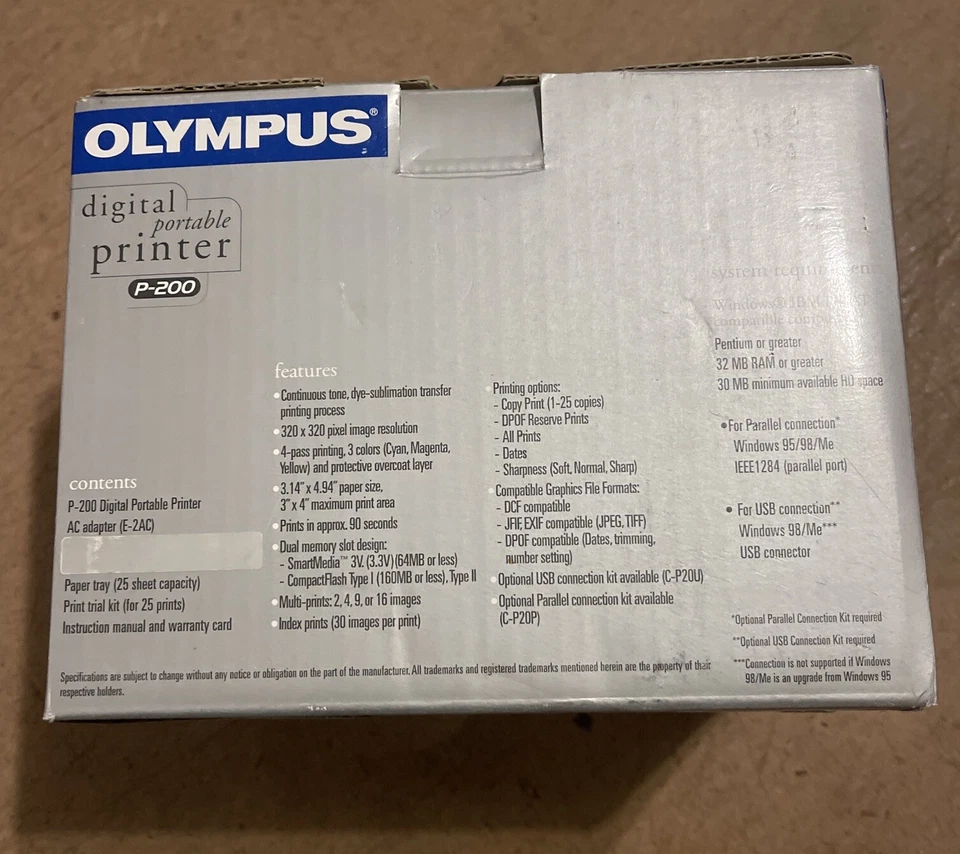 OLYMPUS®
digital
portable
printer
P-200
contents
P-200 Digital Portable Printer
AC adapter (E-2AC)
Paper tray (25 sheet capacity)
Print trial kit (for 25 prints)
Instruction manual and warranty card
features
•Continuous tone, dye-sublimation transfer
printing process
•320 x 320 pixel image resolution
•4-pass printing, 3 colors (Cyan, Magenta,
Yellow) and protective overcoat layer
•3.14" x 4.94" paper size,
3" x 4" maximum print area
•Prints in approx. 90 seconds
•Dual memory slot design:
- SmartMedia™ 3V. (3.3V)(64MB or less)
- CompactFlash Type I (160MB or less), Type II
•Multi-prints: 2, 4, 9, or 16 images
•Index prints (30 images per print)
•Printing options:
- Copy Print (1-25 copies)
- DPOF Reserve Prints
- All Prints
- Dates
- Sharpness (Soft, Normal, Sharp)
•Compatible Graphics File Formats:
- DCF compatible
- JFIF, EXIF compatible (JPEG, TIFF)
- DPOF compatible (Dates, trimming,
number setting)
•Optional USB connection kit available (C-P20U)
•Optional Parallel connection kit available
(C-P20P)
system
Windows® IBM
compatible
Pentium or greater
32 MB RAM or greater
30 MB minimum available HD space
•For Parallel connection*
Windows 95/98/Me
IEEE1284 (parallel port)
• For USB connection**
Windows 98/Me***
USB connector
*Optional Parallel Connection Kit required
**Optional USB Connection Kit required
***Connection is not supported if Windows
98/Me is an upgrade from Windows 95
Specifications are subject to change without any notice or obligation on the part of the manufacturer. All trademarks and registered trademarks mentioned herein are the property of their
respective holders.